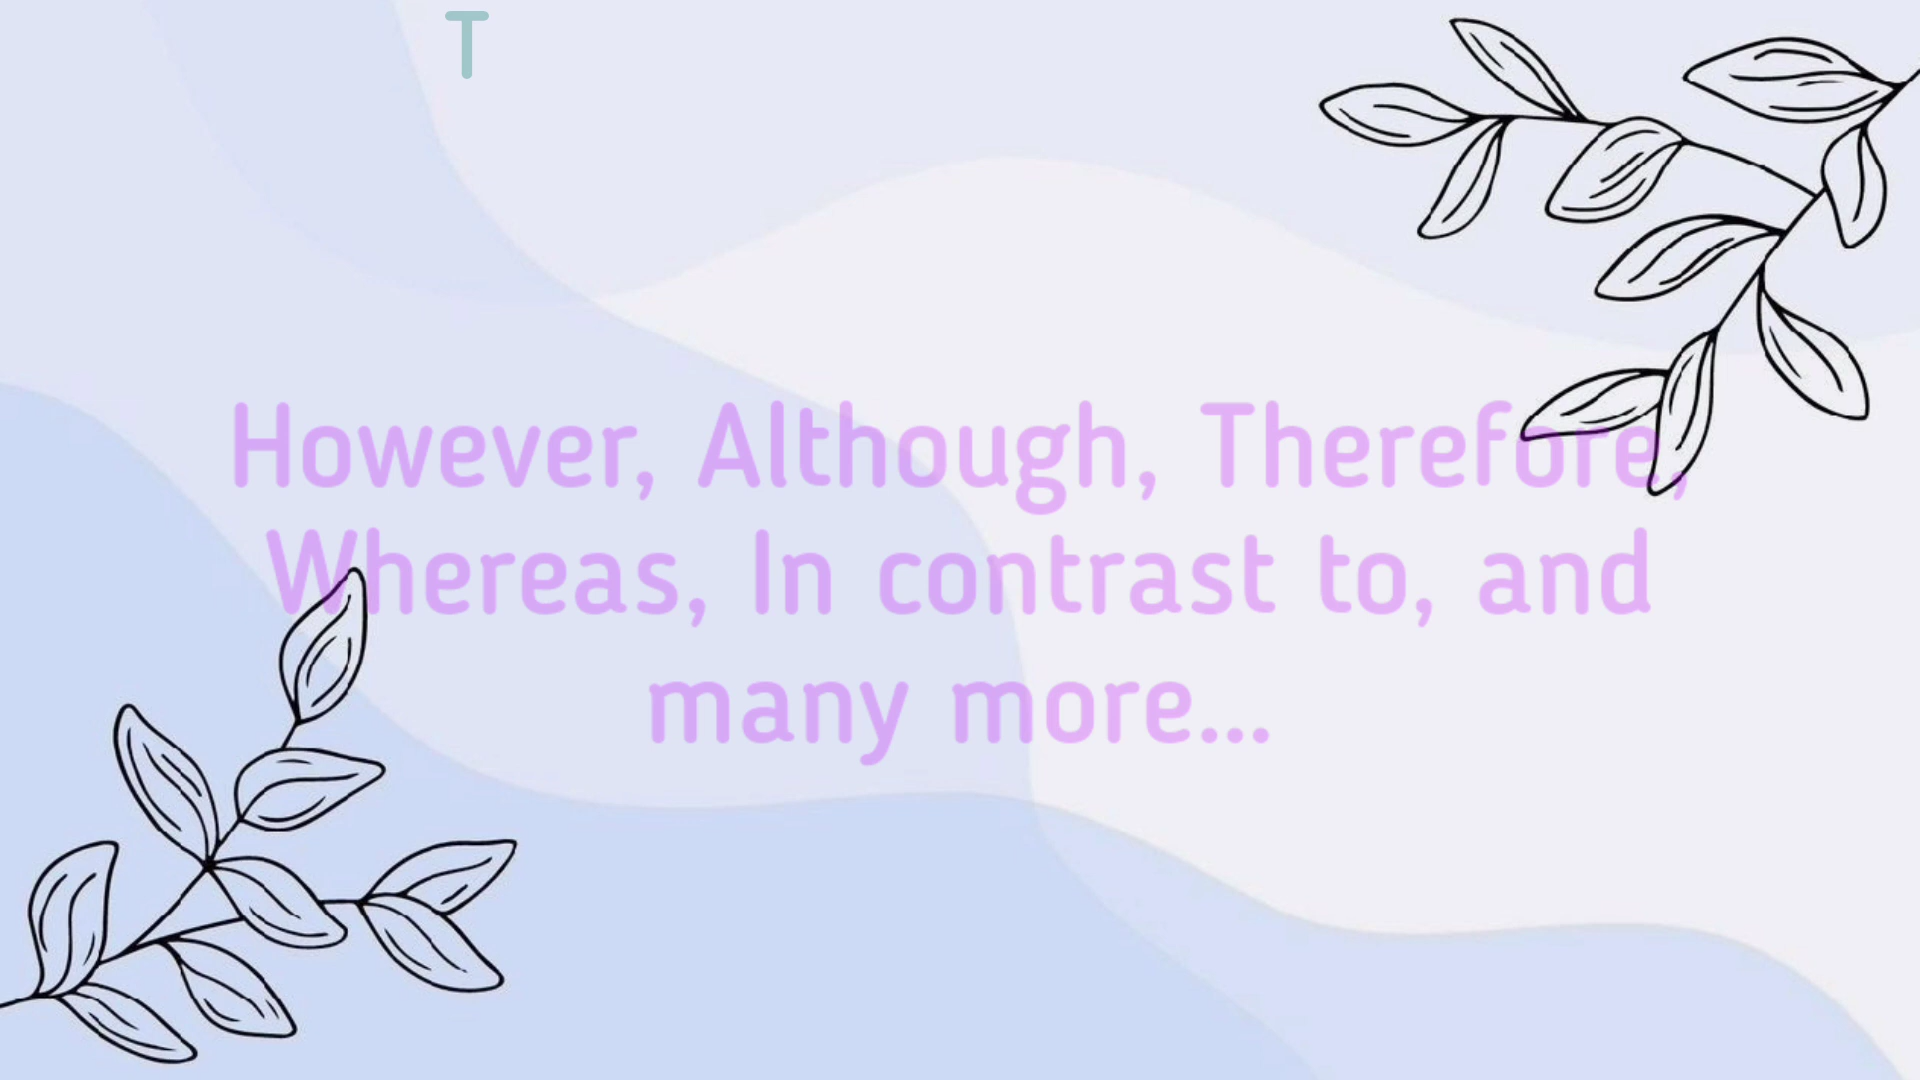 T
However, Although, Therefore,
Whereas, In contrast to, and
many more...